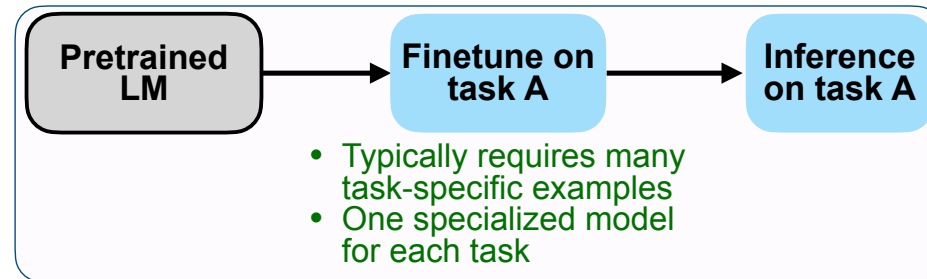 Pretrained
LM
Finetune on
task A
Inference
on task A
• Typically requires many
task-specific examples
• One specialized model
for each task